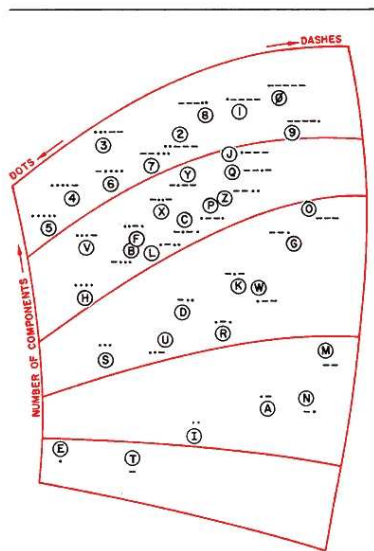 DASHES
DOTS
NUMBER OF COMPONENTS
Ø
8
1
2
9
3
7
J
6
Y
Q
4
Z
X
P
C
O
5
F
G
V
B
L
K
W
H
D
U
R
M
S
N
A
I
E
T